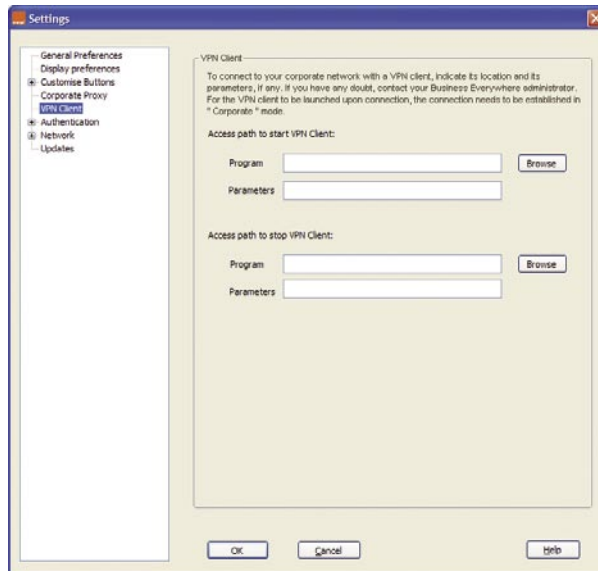 Settings
General Preferences
Display preferences
Customise Buttons
Corporate Proxy
VPN Client
Authentication
Network
Updates
VPN Client
To connect to your corporate network with a VPN client, indicate its location and its
parameters, if any. If you have any doubt, contact your Business Everywhere administrator.
For the VPN client to be launched upon connection, the connection needs to be established in
" Corporate " mode.
Access path to start VPN Client:
Program Browse
Parameters
Access path to stop VPN Client:
Program Browse
Parameters
OK Cancel Help